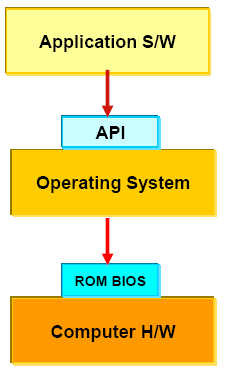 Application S/W
API
Operating System
ROM BIOS
Computer H/W